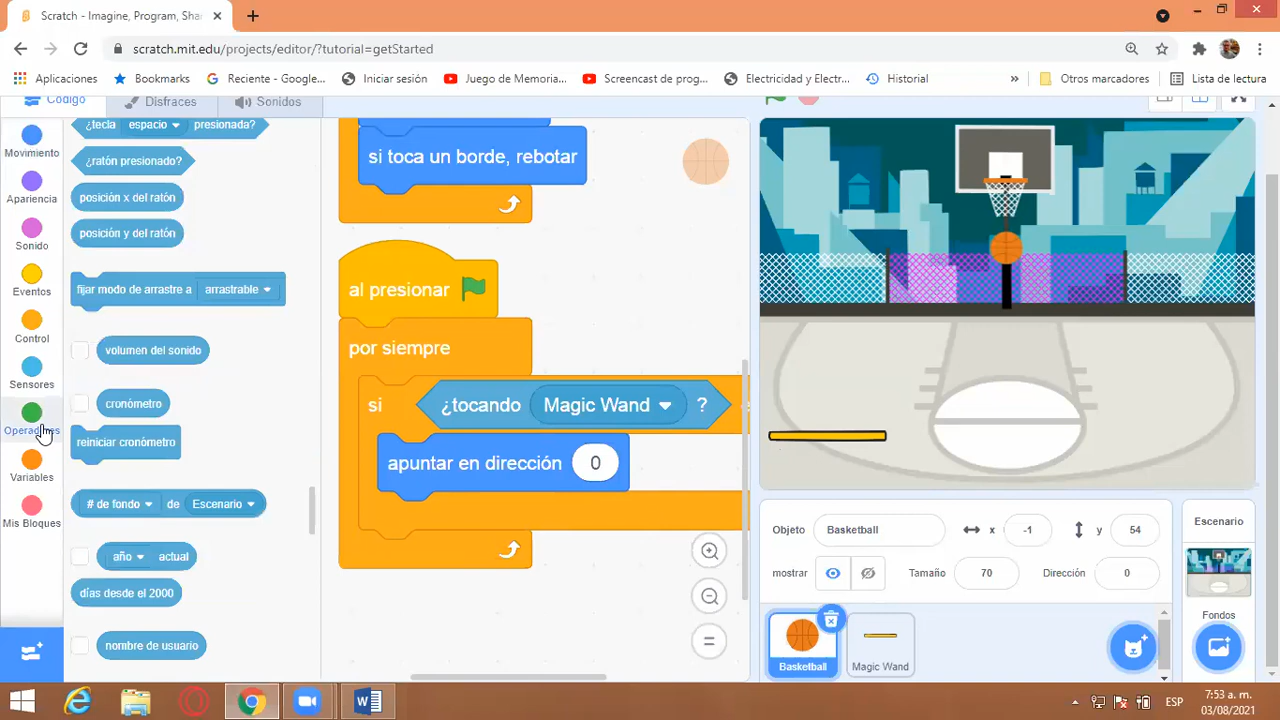 Scratch - Imagine, Program, Sha
scratch.mit.edu/projects/editor/?tutorial=getStarted
Aplicaciones
Bookmarks
Reciente - Google...
Iniciar sesión
Juego de Memoria...
Screencast de prog...
Electricidad y Electr...
Historial
»
Otros marcadores
Lista de lectura
Código
Disfraces
Sonidos
Movimiento
Apariencia
Sonido
Eventos
Control
Sensores
Variables
Mis Bloques
¿tecla espacio presionada?
¿ratón presionado?
posición x del ratón
posición y del ratón
fijar modo de arrastre a arrastrable
volumen del sonido
cronómetro
reiniciar cronómetro
# de fondo de Escenario
año actual
días desde el 2000
nombre de usuario
si toca un borde, rebotar
al presionar
por siempre
si ¿tocando Magic Wand ?
apuntar en dirección 0
Objeto Basketball x -1 y 54
mostrar Tamaño 70 Dirección 0
Basketball
Magic Wand
Escenario
Fondos
ESP
7:53 a. m.
03/08/2021